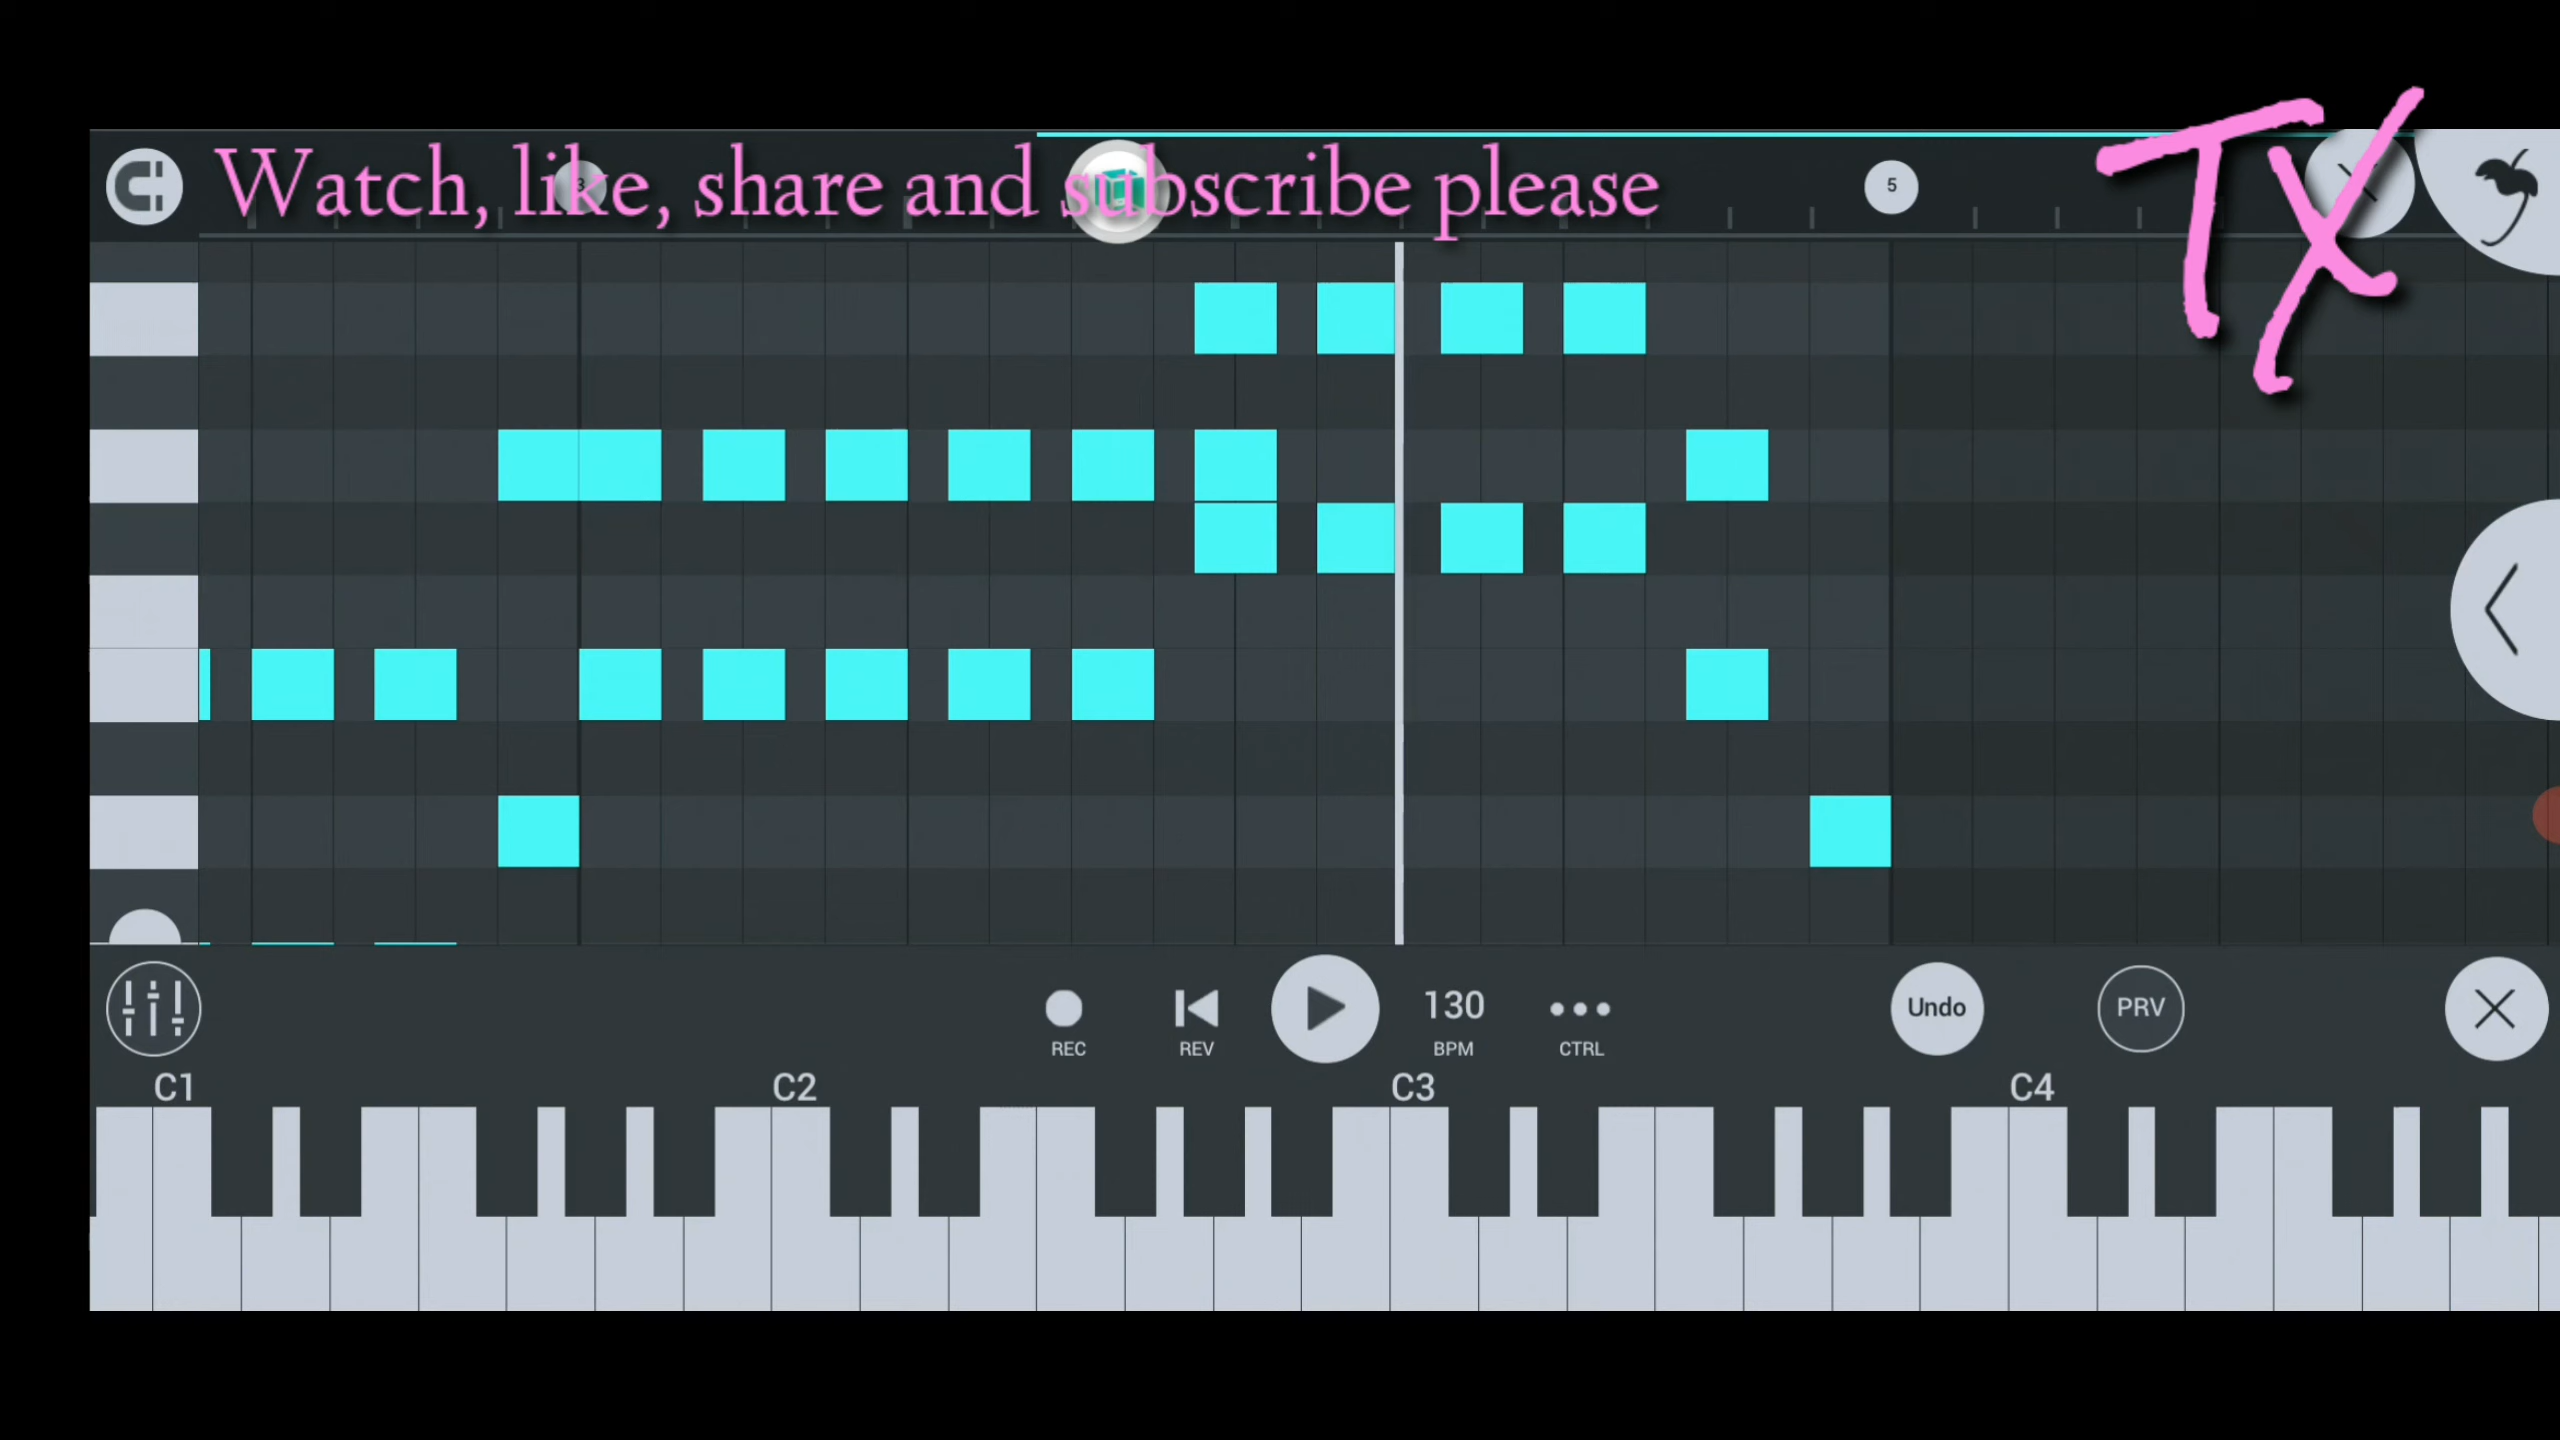 TX
Watch, like, share and subscribe please
3
5
130
REC REV BPM CTRL
Undo PRV
C1 C2 C3 C4